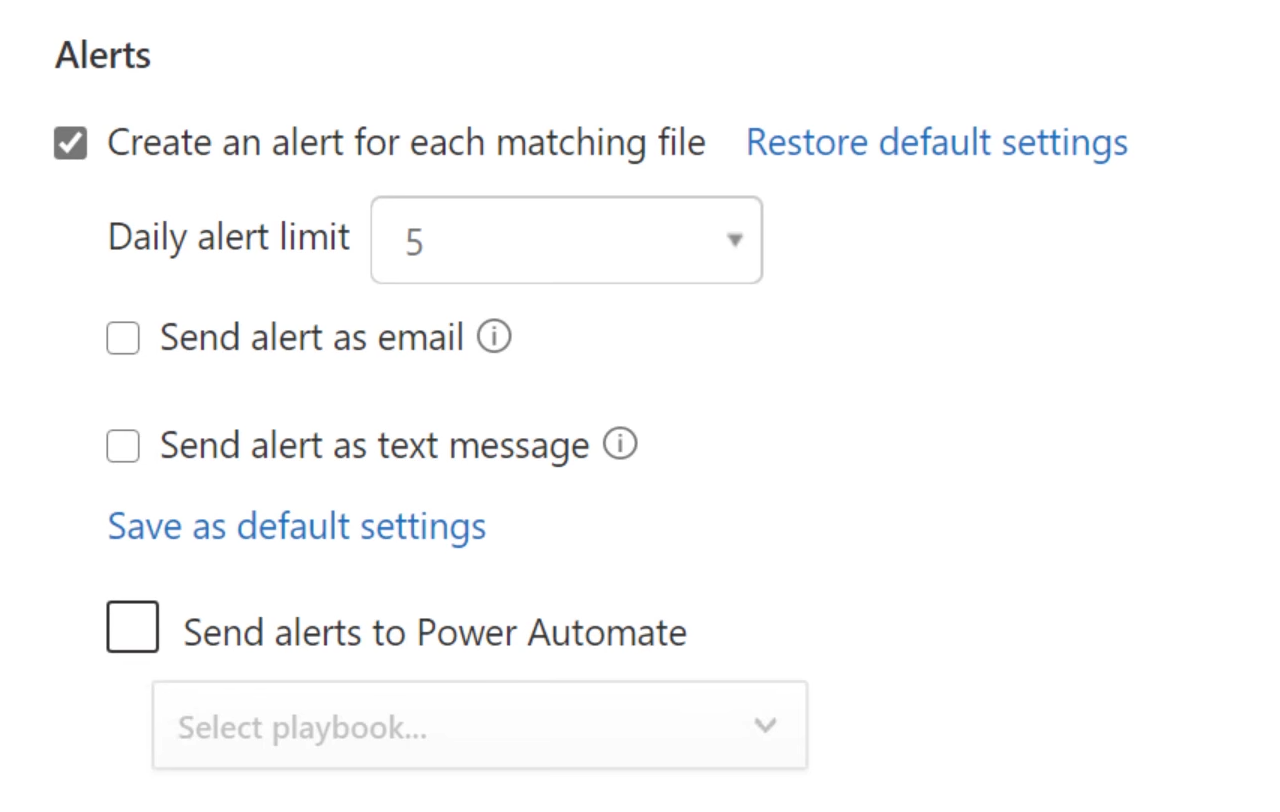 Alerts
Create an alert for each matching file Restore default settings
Daily alert limit 5
Send alert as email
Send alert as text message
Save as default settings
Send alerts to Power Automate
Select playbook...